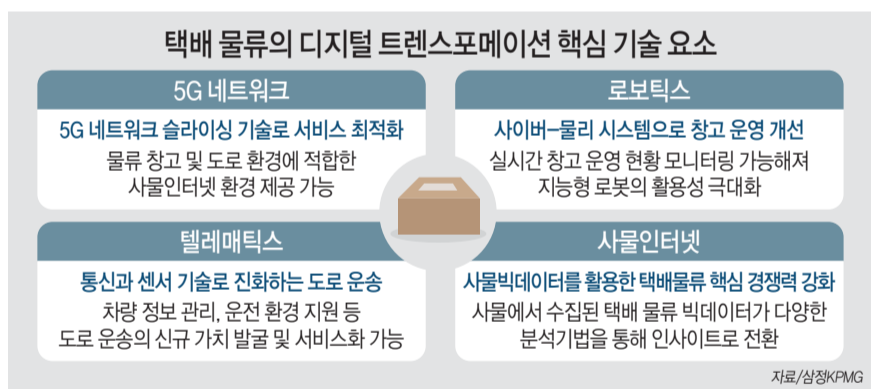 택배 물류의 디지털 트렌스포메이션 핵심 기술 요소
5G 네트워크
5G 네트워크 슬라이싱 기술로 서비스 최적화
물류 창고 및 도로 환경에 적합한
사물인터넷 환경 제공 가능
로보틱스
사이버-물리 시스템으로 창고 운영 개선
실시간 창고 운영 현황 모니터링 가능해져
지능형 로봇의 활용성 극대화
텔레매틱스
통신과 센서 기술로 진화하는 도로 운송
차량 정보 관리, 운전 환경 지원 등
도로 운송의 신규 가치 발굴 및 서비스화 가능
사물인터넷
사물빅데이터를 활용한 택배물류 핵심 경쟁력 강화
사물에서 수집된 택배 물류 빅데이터가 다양한
분석기법을 통해 인사이트로 전환
자료/삼정KPMG